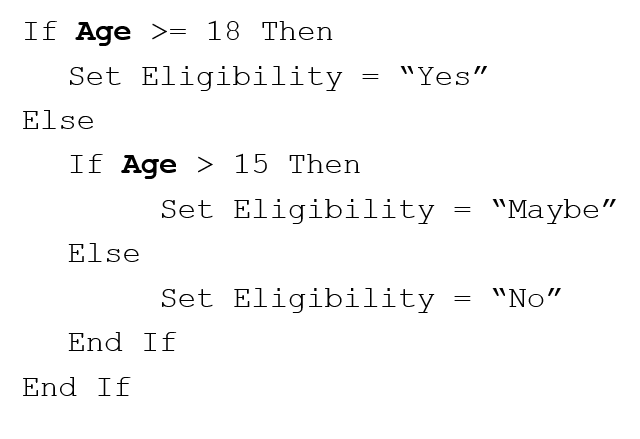 If Age >= 18 Then
Set Eligibility = “Yes”
Else
If Age > 15 Then
Set Eligibility = “Maybe”
Else
Set Eligibility = “No”
End If
End If